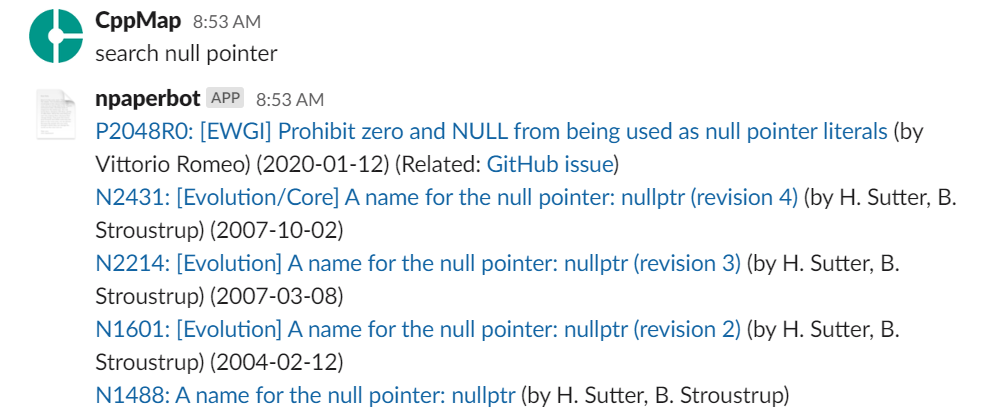 CppMap 8:53 AM
search null pointer
npaperbot APP 8:53 AM
P2048R0: [EWGI] Prohibit zero and NULL from being used as null pointer literals (by
Vittorio Romeo) (2020-01-12) (Related: GitHub issue)
N2431: [Evolution/Core] A name for the null pointer: nullptr (revision 4) (by H. Sutter, B.
Stroustrup) (2007-10-02)
N2214: [Evolution] A name for the null pointer: nullptr (revision 3) (by H. Sutter, B.
Stroustrup) (2007-03-08)
N1601: [Evolution] A name for the null pointer: nullptr (revision 2) (by H. Sutter, B.
Stroustrup) (2004-02-12)
N1488: A name for the null pointer: nullptr (by H. Sutter, B. Stroustrup)